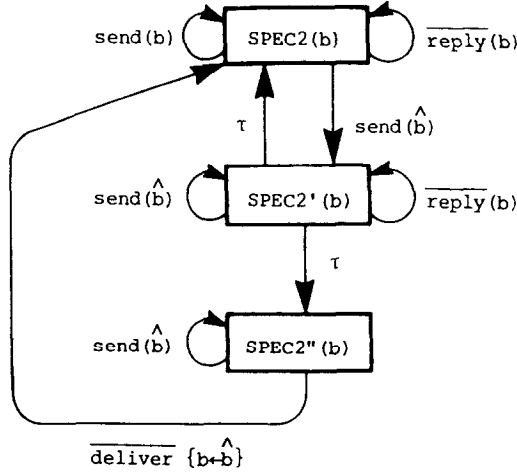 send(b) SPEC2(b) reply(b)
τ send(b̂)
send(b̂) SPEC2'(b) reply(b)
τ
send(b̂) SPEC2"(b)
deliver {b←b̂}